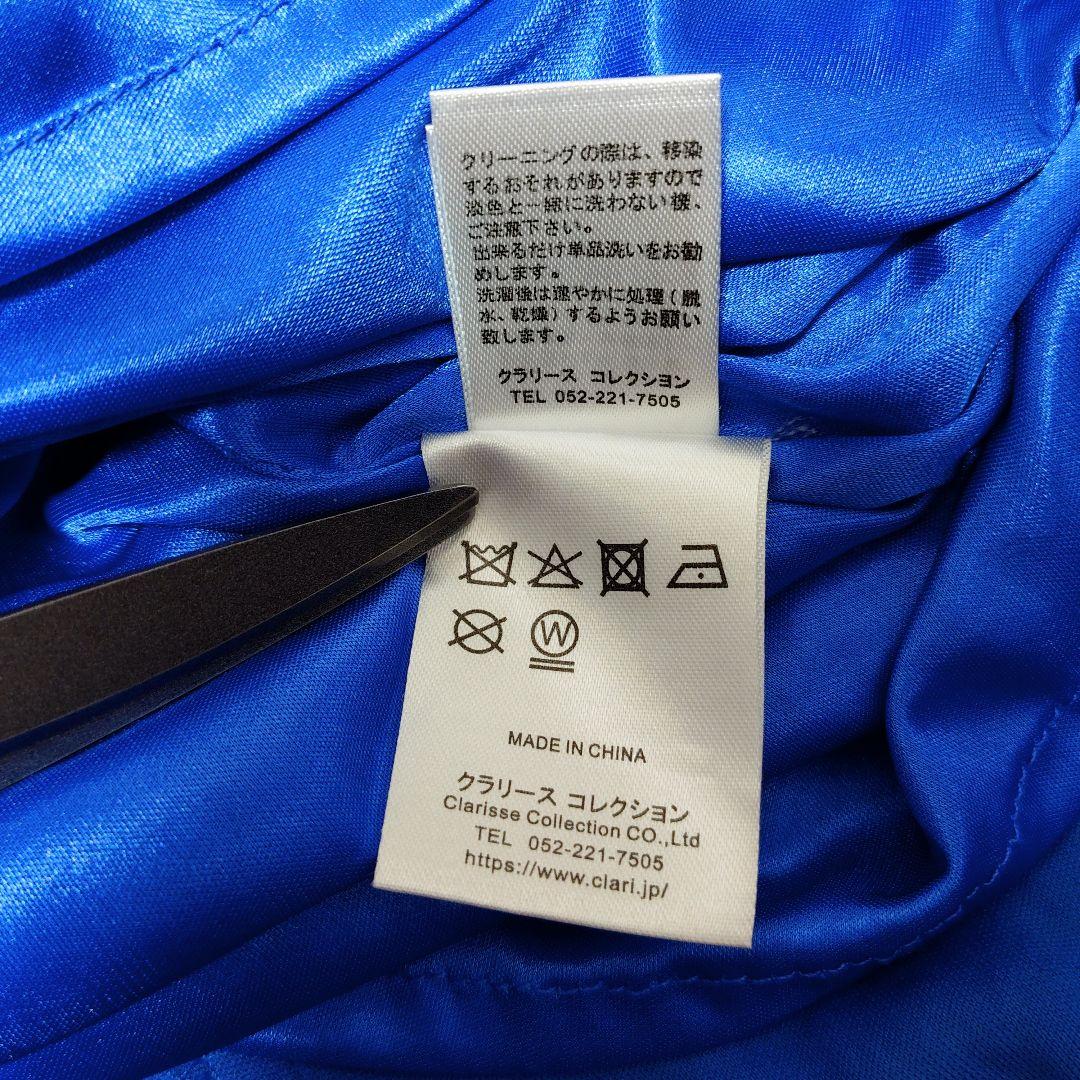 クリーニングの際は、移染
するおそれがありますので
淡色と一緒に洗わない様、
ご注意下さい。
出来るだけ単品洗いをお勧
めします。
洗濯後は速やかに処理(脱
水、乾燥)するようお願い
致します。
クラリース コレクション
TEL 052-221-7505
W
MADE IN CHINA
クラリース コレクション
Clarisse Collection CO.,Ltd
TEL 052-221-7505
https://www.clari.jp/